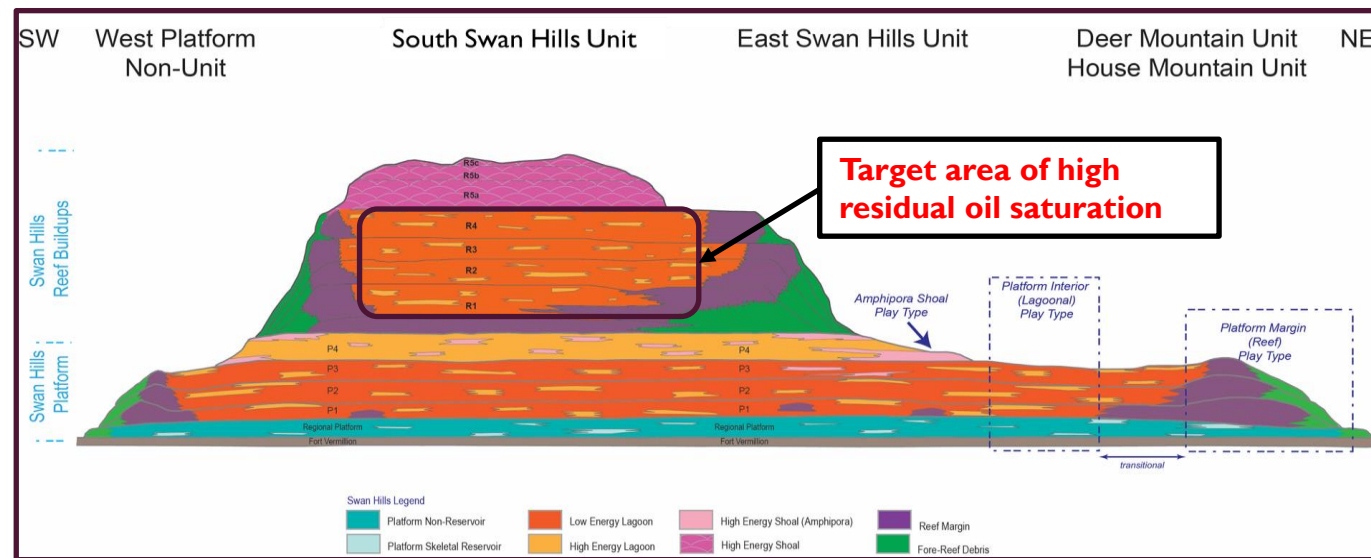 SW
West Platform
Non-Unit
South Swan Hills Unit
East Swan Hills Unit
Deer Mountain Unit
House Mountain Unit
NE
Target area of high
residual oil saturation
Swan Hills
Reef Buildups
Swan Hills
Platform
R5c
R5b
R5a
R4
R3
R2
R1
Amphipora Shoal
Play Type
Platform Interior
(Lagoonal)
Play Type
Platform Margin
(Reef)
Play Type
P4
P4
P3
P3
P2
P2
P1
P1
Regional Platform
Regional Platform
Fort Vermillion
Fort Vermillion
transitional
Swan Hills Legend
Platform Non-Reservoir
Low Energy Lagoon
High Energy Shoal (Amphipora)
Reef Margin
Platform Skeletal Reservoir
High Energy Lagoon
High Energy Shoal
Fore-Reef Debris